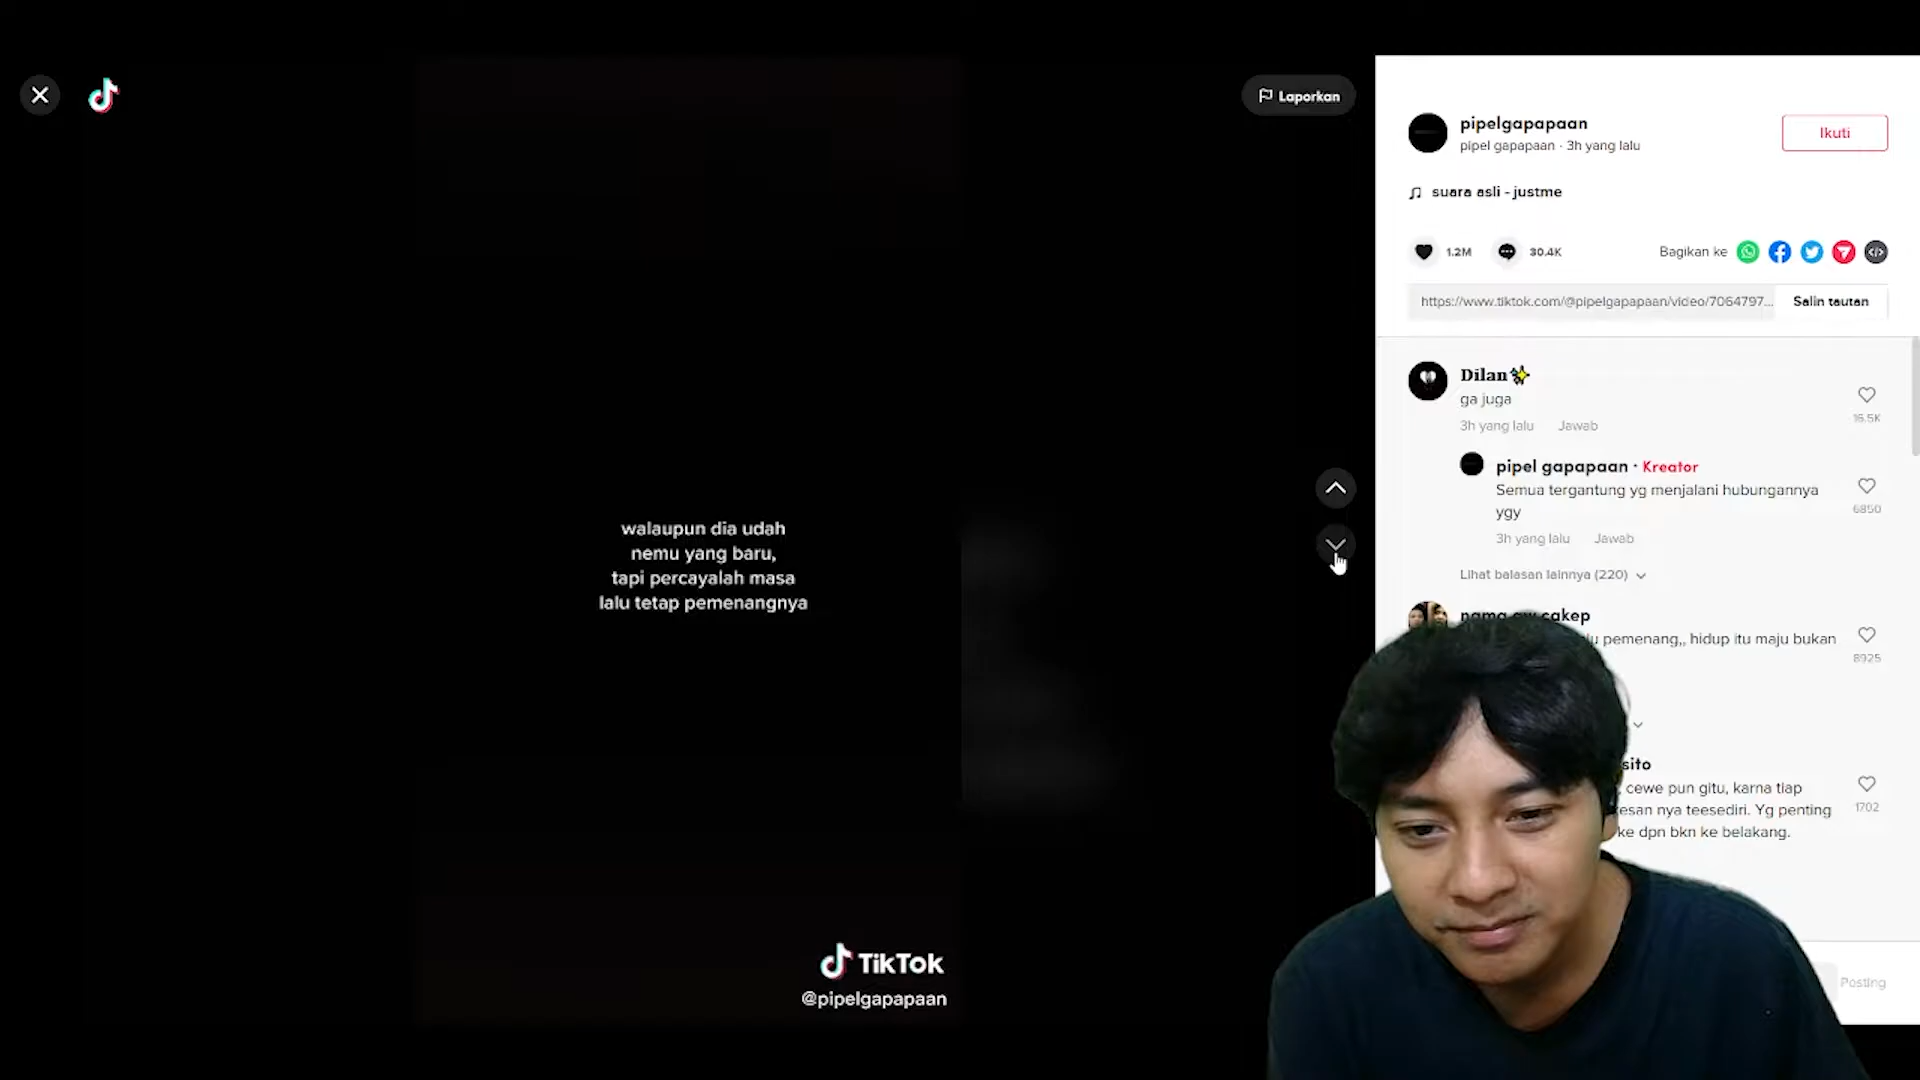 Laporkan
pipelgapapaan
pipel gapapaan · 3h yang lalu
Ikuti
suara asli - justme
1.2M
30.4K
Bagikan ke
https://www.tiktok.com/@pipelgapapaan/video/7064797...
Salin tautan
Dilan✨
ga juga
16.5K
3h yang lalu
Jawab
pipel gapapaan · Kreator
Semua tergantung yg menjalani hubungannya
ygy
6850
3h yang lalu
Jawab
Lihat balasan lainnya (220)
cakep
pemenang,, hidup itu maju bukan
8925
sito
cewe pun gitu, karna tiap
nya teesediri. Yg penting
ke dpn bkn ke belakang.
1702
Posting
walaupun dia udah
nemu yang baru,
tapi percayalah masa
lalu tetap pemenangnya
TikTok
@pipelgapapaan